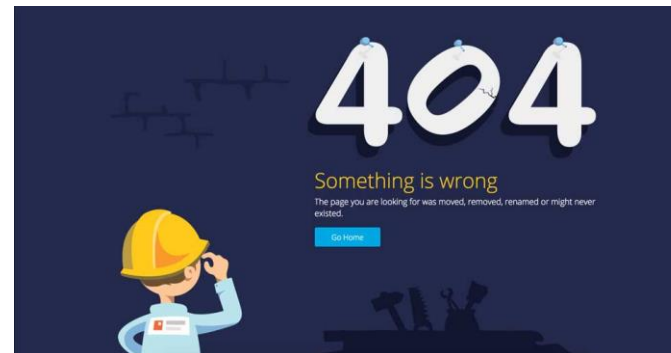 404
Something is wrong
The page you are looking for was moved, removed, renamed or might never
existed.
Go Home